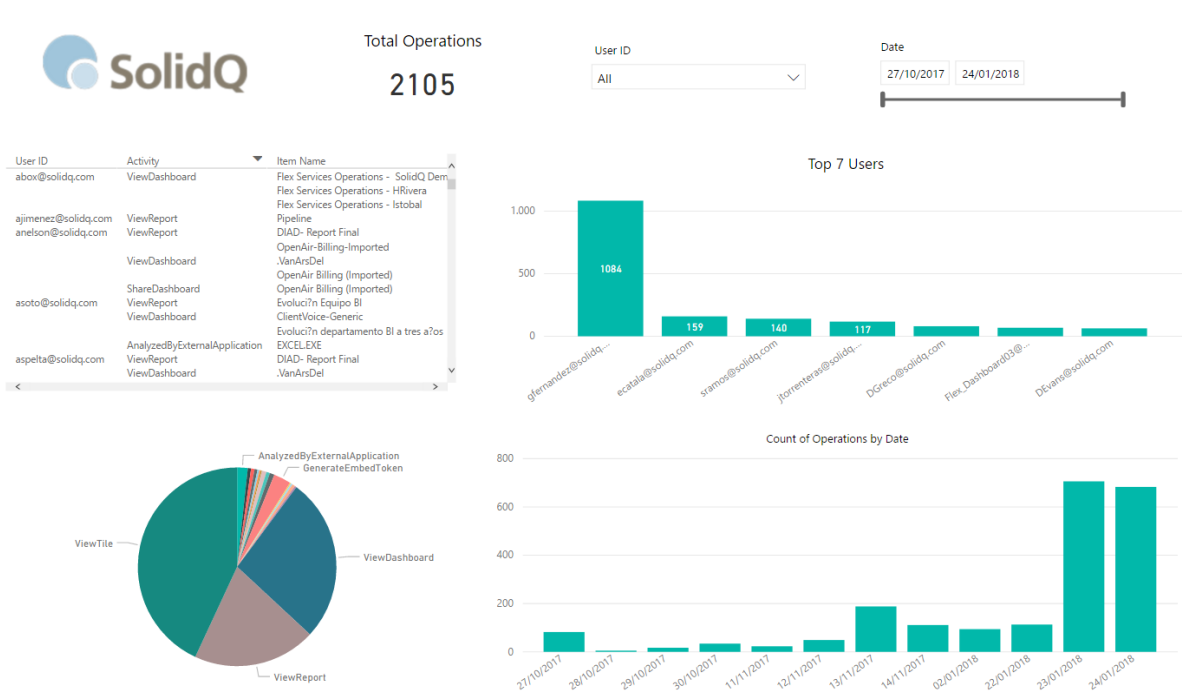 SolidQ
Total Operations
2105
User ID
All
Date
27/10/2017 24/01/2018
User ID Activity Item Name
abox@solidq.com ViewDashboard Flex Services Operations - SolidQ Dem
Flex Services Operations - HRivera
Flex Services Operations - Istobal
ajimenez@solidq.com ViewReport Pipeline
anelson@solidq.com ViewReport DIAD- Report Final
OpenAir-Billing-Imported
ViewDashboard .VanArsDel
OpenAir Billing (Imported)
ShareDashboard OpenAir Billing (Imported)
asoto@solidq.com ViewReport Evoluci?n Equipo BI
ViewDashboard ClientVoice-Generic
Evoluci?n departamento BI a tres a?os
AnalyzedByExternalApplication EXCEL.EXE
aspelta@solidq.com ViewReport DIAD- Report Final
ViewDashboard .VanArsDel
Top 7 Users
1.000
500
0
1084
159
140
117
gfernandez@solidq....
ecatala@solidq.com
sramos@solidq.com
jtorrenteras@solidq....
DGreco@solidq.com
Flex_Dashboard03@...
DEvans@solidq.com
AnalyzedByExternalApplication
GenerateEmbedToken
ViewTile
ViewDashboard
ViewReport
Count of Operations by Date
800
600
400
200
0
27/10/2017
28/10/2017
29/10/2017
30/10/2017
11/11/2017
12/11/2017
13/11/2017
14/11/2017
02/01/2018
22/01/2018
23/01/2018
24/01/2018